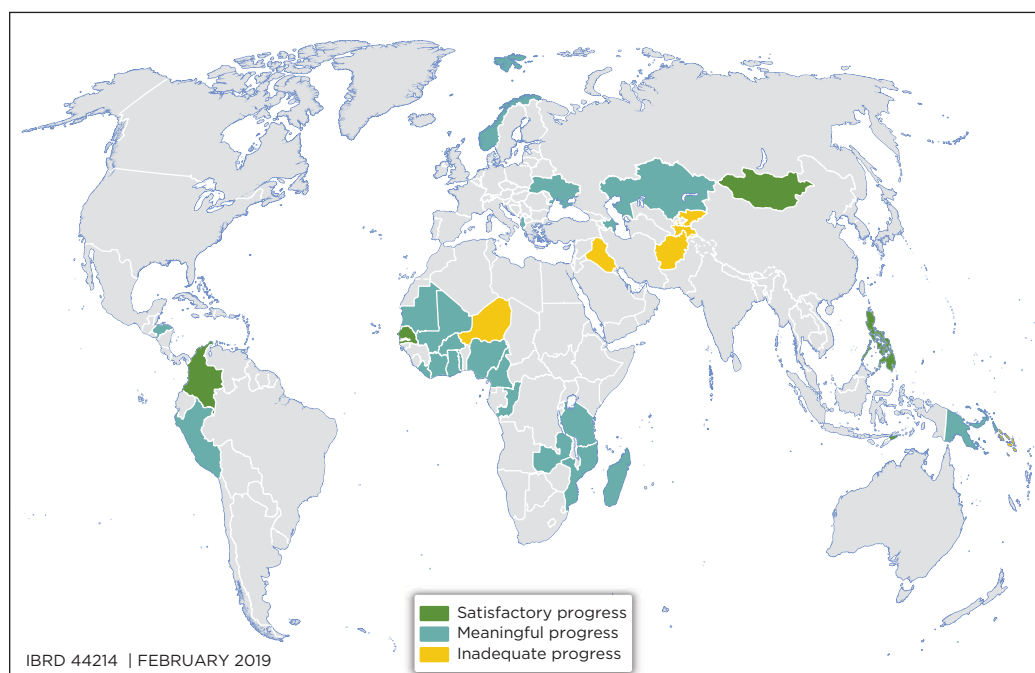 Satisfactory progress
Meaningful progress
Inadequate progress
IBRD 44214 | FEBRUARY 2019